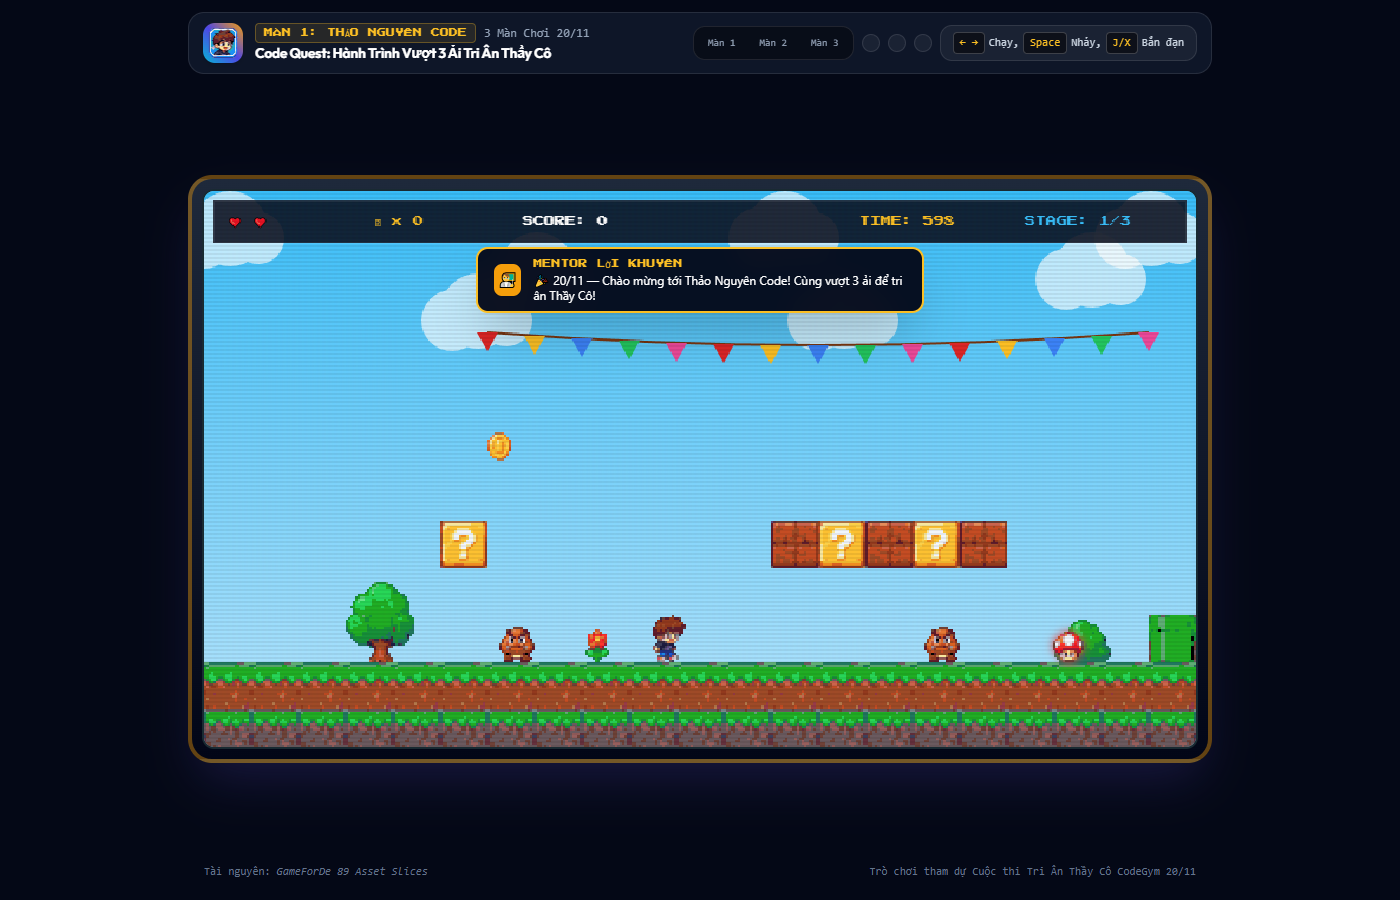 MÀN 1: THẢO NGUYÊN CODE
3 Màn Chơi 20/11
Code Quest: Hành Trình Vượt 3 Ải Tri Ân Thầy Cô
Màn 1 Màn 2 Màn 3
← → Chạy, Space Nhảy, J/X Bắn đạn
x 0
SCORE: 0
TIME: 598
STAGE: 1/3
MENTOR LỜI KHUYÊN
🎉 20/11 — Chào mừng tới Thảo Nguyên Code! Cùng vượt 3 ải để tri
ân Thầy Cô!
?
?
?
Tài nguyên: GameForDe 89 Asset Slices
Trò chơi tham dự Cuộc thi Tri Ân Thầy Cô CodeGym 20/11